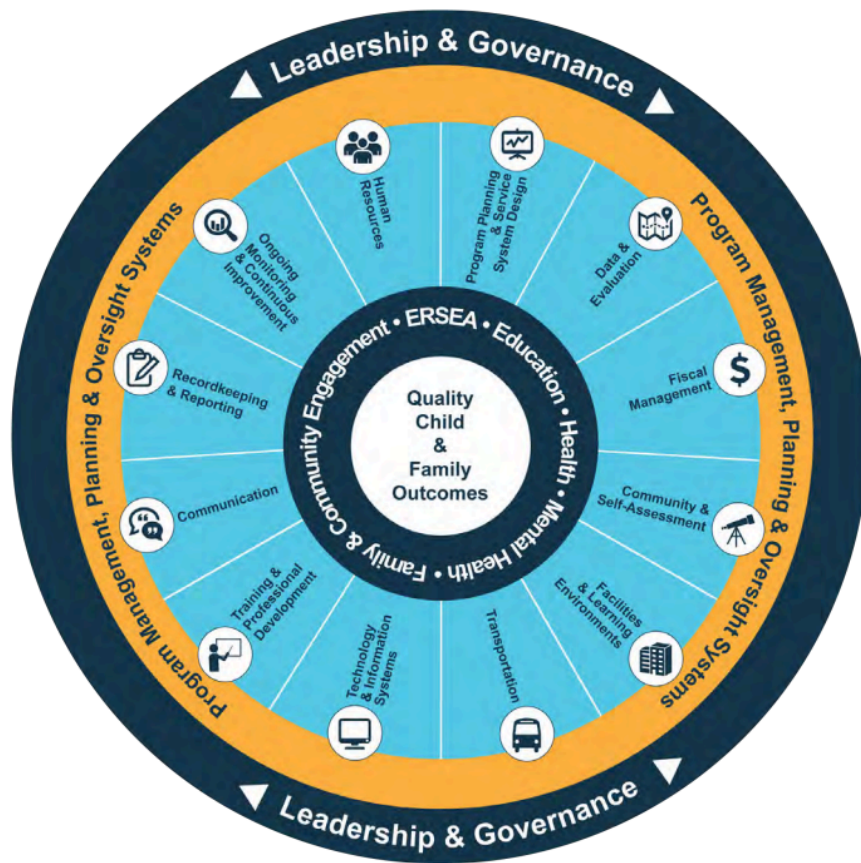 Leadership & Governance
Program Management, Planning & Oversight Systems
Program Management, Planning & Oversight Systems
Human
Resources
Program Planning
& Service
System Design
Data &
Evaluation
Fiscal
Management
$
Community &
Self-Assessment
Facilities
& Learning
Environments
Transportation
Technology
& Information
Systems
Training &
Professional
Development
Communication
Recordkeeping
& Reporting
Ongoing
Monitoring
& Continuous
Improvement
Family & Community Engagement • ERSEA • Education • Health • Mental Health •
Quality
Child
&
Family
Outcomes
Leadership & Governance